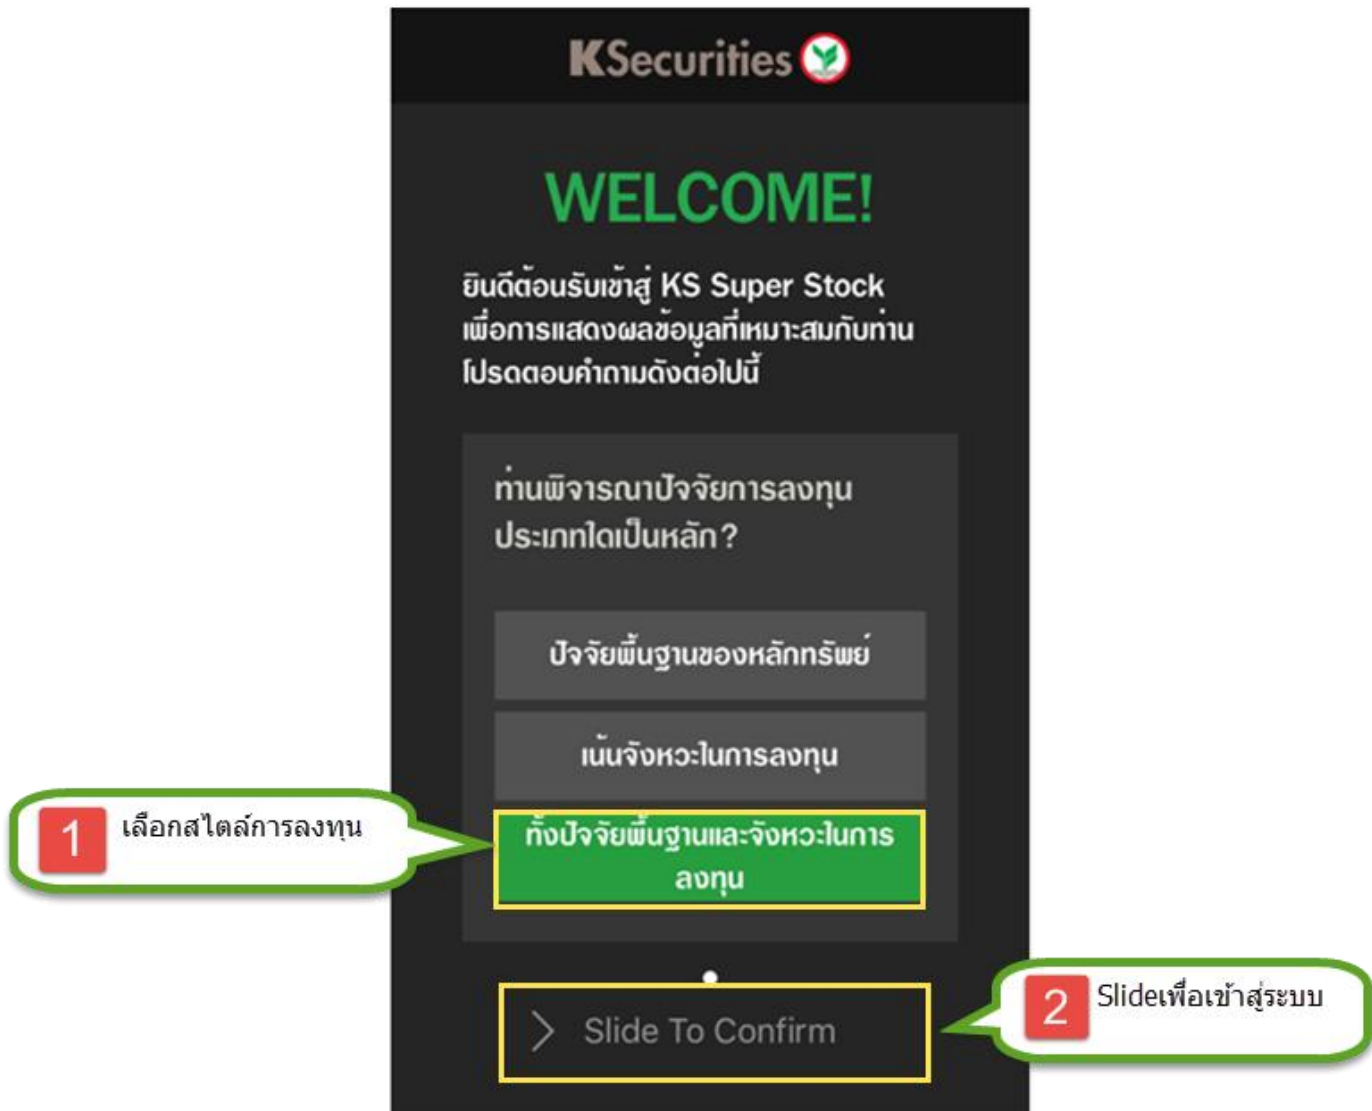 KSecurities
WELCOME!
ยินดีต้อนรับเข้าสู่ KS Super Stock
เพื่อการแสดงผลข้อมูลที่เหมาะสมกับท่าน
โปรดตอบคำถามดังต่อไปนี้
ท่านพิจารณาปัจจัยการลงทุน
ประเภทใดเป็นหลัก?
ปัจจัยพื้นฐานของหลักทรัพย์
เน้นจังหวะในการลงทุน
1 เลือกสไตล์การลงทุน
ทั้งปัจจัยพื้นฐานและจังหวะในการ
ลงทุน
2 Slideเพื่อเข้าสู่ระบบ
> Slide To Confirm